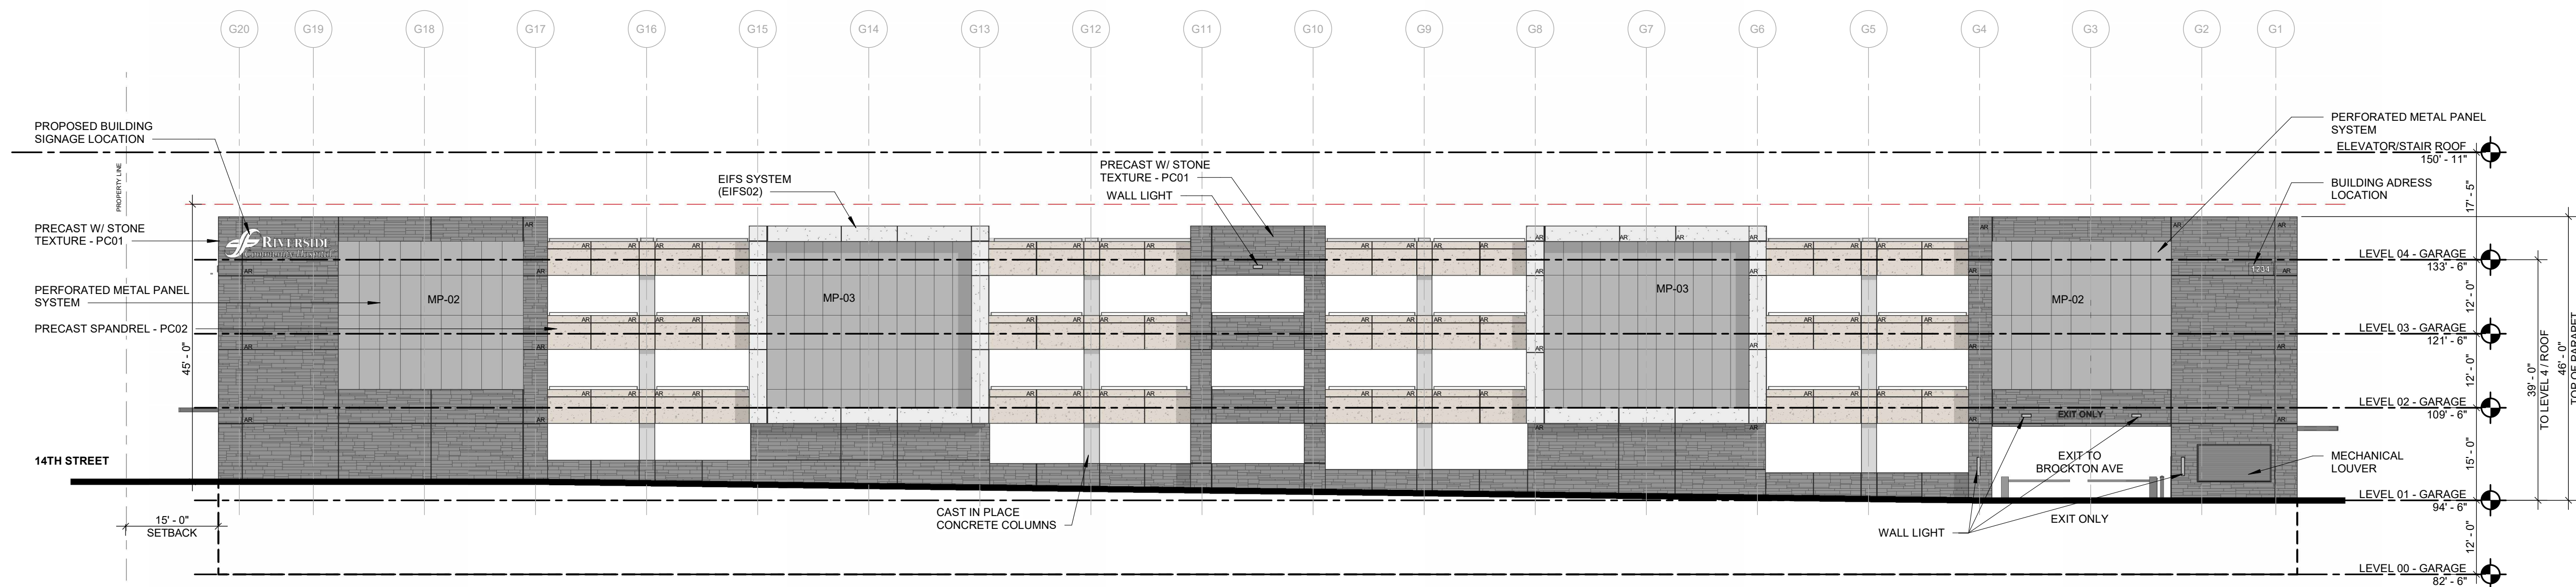 G20 G19 G18 G17 G16 G15 G14 G13 G12 G11 G10 G9 G8 G7 G6 G5 G4 G3 G2 G1
PROPOSED BUILDING
SIGNAGE LOCATION
PROPERTY LINE
PRECAST W/ STONE
TEXTURE - PC01
RIVERSIDE
Community Hospital
PERFORATED METAL PANEL
SYSTEM
PRECAST SPANDREL - PC02
45' - 0"
14TH STREET
15' - 0"
SETBACK
MP-02
EIFS SYSTEM
(EIFS02)
MP-03
PRECAST W/ STONE
TEXTURE - PC01
WALL LIGHT
CAST IN PLACE
CONCRETE COLUMNS
MP-03
MP-02
EXIT ONLY
EXIT TO
BROCKTON AVE
EXIT ONLY
WALL LIGHT
1234
PERFORATED METAL PANEL
SYSTEM
BUILDING ADRESS
LOCATION
MECHANICAL
LOUVER
ELEVATOR/STAIR ROOF
150' - 11"
17' - 5"
LEVEL 04 - GARAGE
133' - 6"
12' - 0"
LEVEL 03 - GARAGE
121' - 6"
12' - 0"
LEVEL 02 - GARAGE
109' - 6"
15' - 0"
LEVEL 01 - GARAGE
94' - 6"
12' - 0"
LEVEL 00 - GARAGE
82' - 6"
39' - 0"
TO LEVEL 4 / ROOF
46' - 0"
TOP OF PARAPET
AR